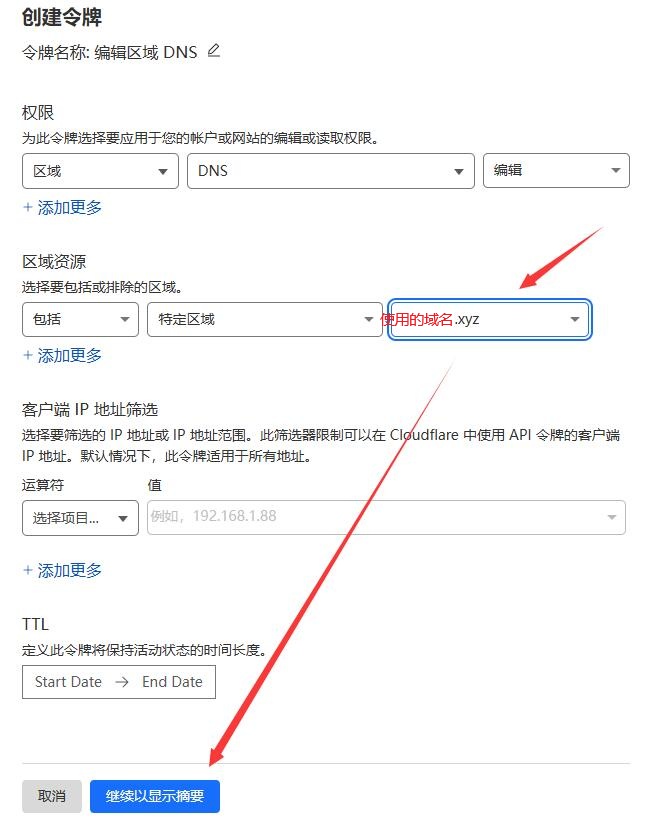 创建令牌
令牌名称: 编辑区域 DNS
权限
为此令牌选择要应用于您的帐户或网站的编辑或读取权限。
区域 DNS 编辑
+ 添加更多
区域资源
选择要包括或排除的区域。
包括 特定区域 使用的域名.xyz
+ 添加更多
客户端 IP 地址筛选
选择要筛选的 IP 地址或 IP 地址范围。此筛选器限制可以在 Cloudflare 中使用 API 令牌的客户端
IP 地址。默认情况下，此令牌适用于所有地址。
运算符 值
选择项目... 例如，192.168.1.88
+ 添加更多
TTL
定义此令牌将保持活动状态的时间长度。
Start Date → End Date
取消 继续以显示摘要